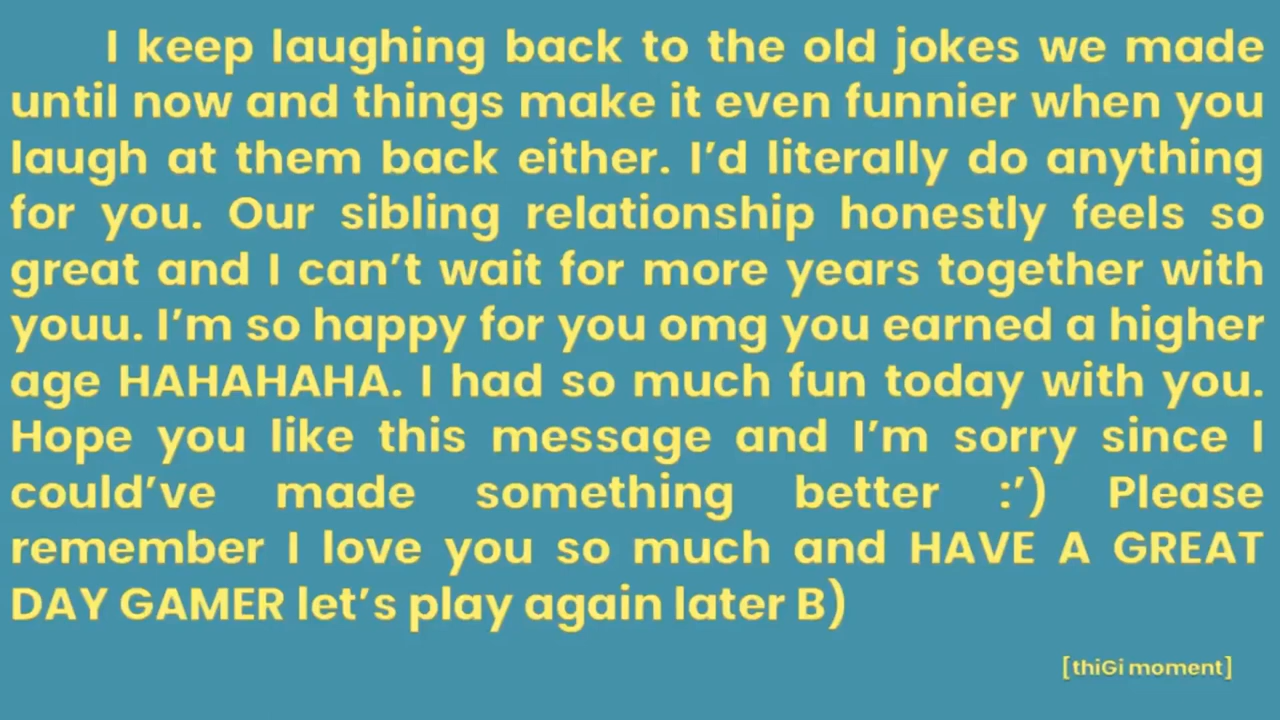 I keep laughing back to the old jokes we made
until now and things make it even funnier when you
laugh at them back either. I'd literally do anything
for you. Our sibling relationship honestly feels so
great and I can't wait for more years together with
youu. I'm so happy for you omg you earned a higher
age HAHAHAHA. I had so much fun today with you.
Hope you like this message and I'm sorry since I
could've made something better :') Please
remember I love you so much and HAVE A GREAT
DAY GAMER let's play again later B)
[thiGi moment]